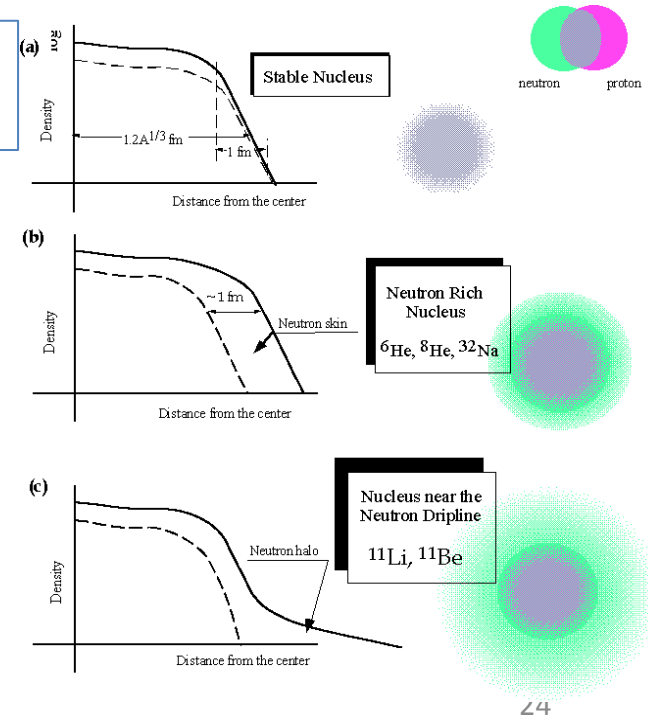 (a)
log
Density
1.2A1/3 fm
~1 fm
Distance from the center
Stable Nucleus
neutron
proton
(b)
Density
~1 fm
Neutron skin
Distance from the center
Neutron Rich
Nucleus
6He, 8He, 32Na
(c)
Density
Neutron halo
Distance from the center
Nucleus near the
Neutron Dripline
11Li, 11Be
24